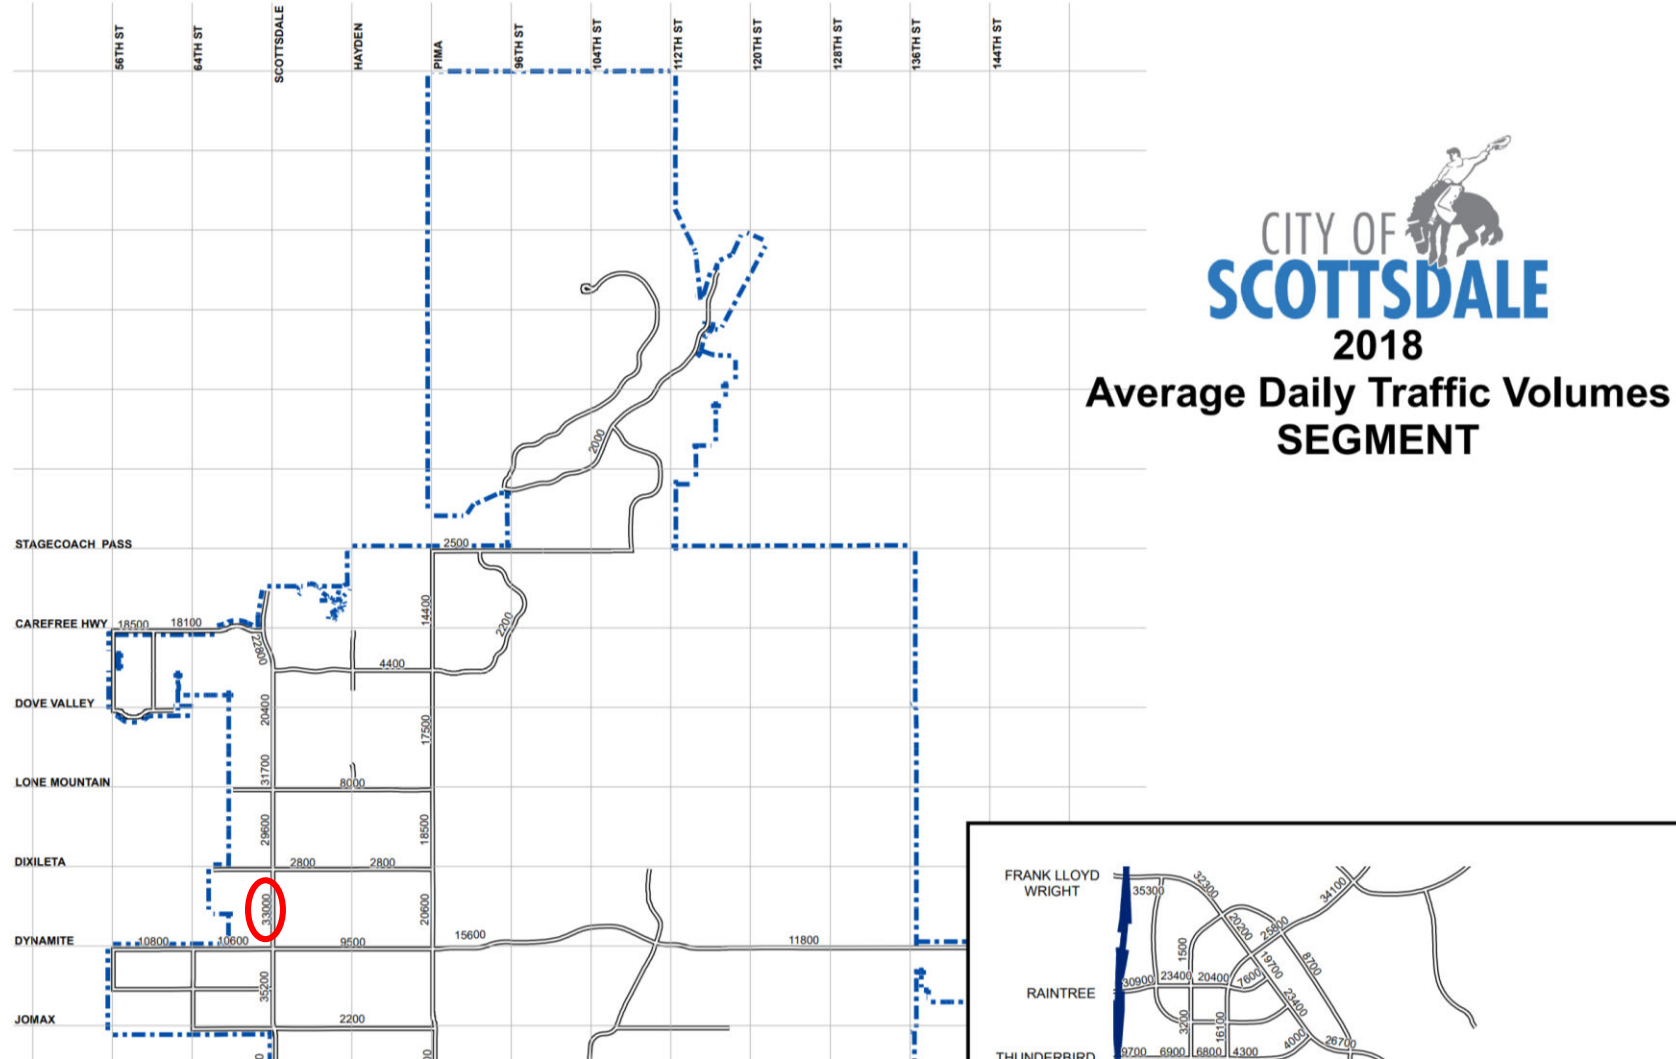 56TH ST
64TH ST
SCOTTSDALE
HAYDEN
PIMA
96TH ST
104TH ST
112TH ST
120TH ST
128TH ST
136TH ST
144TH ST
CITY OF
SCOTTSDALE
2018
Average Daily Traffic Volumes
SEGMENT
2000
STAGECOACH PASS
2500
14400
2200
CAREFREE HWY
18500
18100
22800
4400
DOVE VALLEY
20400
17500
31700
LONE MOUNTAIN
8000
29600
18500
DIXILETA
2800
2800
33000
20600
DYNAMITE
10800
10600
9500
15600
11800
35200
JOMAX
2200
FRANK LLOYD
WRIGHT
35300
32300
34100
20200
25800
1500
19700
8700
RAINTREE
30900
23400
20400
7600
23400
3200
16100
4000
26700
THUNDERBIRD
9700
6900
6800
4300